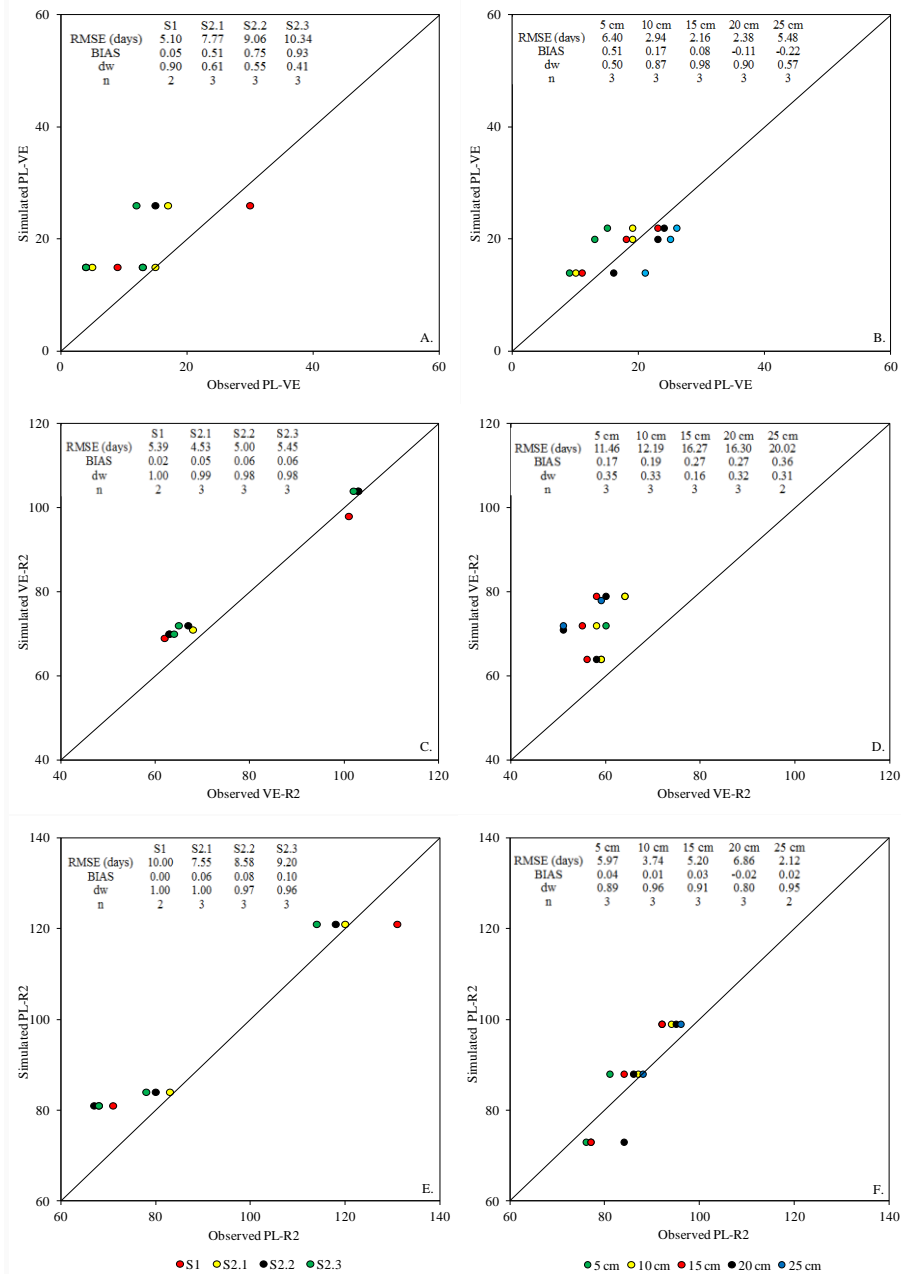 60
S1 S2.1 S2.2 S2.3
RMSE (days) 5.10 7.77 9.06 10.34
BIAS 0.05 0.51 0.75 0.93
dw 0.90 0.61 0.55 0.41
n 2 3 3 3
40
Simulated PL-VE
20
0
A.
0 20 40 60
Observed PL-VE
60
5 cm 10 cm 15 cm 20 cm 25 cm
RMSE (days) 6.40 2.94 2.16 2.38 5.48
BIAS 0.51 0.17 0.08 -0.11 -0.22
dw 0.50 0.87 0.98 0.90 0.57
n 3 3 3 3 3
40
Simulated PL-VE
20
0
B.
0 20 40 60
Observed PL-VE
120
S1 S2.1 S2.2 S2.3
RMSE (days) 5.39 4.53 5.00 5.45
BIAS 0.02 0.05 0.06 0.06
dw 1.00 0.99 0.98 0.98
n 2 3 3 3
100
Simulated VE-R2
80
60
40
C.
40 60 80 100 120
Observed VE-R2
120
5 cm 10 cm 15 cm 20 cm 25 cm
RMSE (days) 11.46 12.19 16.27 16.30 20.02
BIAS 0.17 0.19 0.27 0.27 0.36
dw 0.35 0.33 0.16 0.32 0.31
n 3 3 3 3 2
100
Simulated VE-R2
80
60
40
D.
40 60 80 100 120
Observed VE-R2
140
S1 S2.1 S2.2 S2.3
RMSE (days) 10.00 7.55 8.58 9.20
BIAS 0.00 0.06 0.08 0.10
dw 1.00 1.00 0.97 0.96
n 2 3 3 3
120
Simulated PL-R2
100
80
60
E.
60 80 100 120 140
Observed PL-R2
S1 S2.1 S2.2 S2.3
140
5 cm 10 cm 15 cm 20 cm 25 cm
RMSE (days) 5.97 3.74 5.20 6.86 2.12
BIAS 0.04 0.01 0.03 -0.02 0.02
dw 0.89 0.96 0.91 0.80 0.95
n 3 3 3 3 2
120
Simulated PL-R2
100
80
60
F.
60 80 100 120 140
Observed PL-R2
5 cm 10 cm 15 cm 20 cm 25 cm